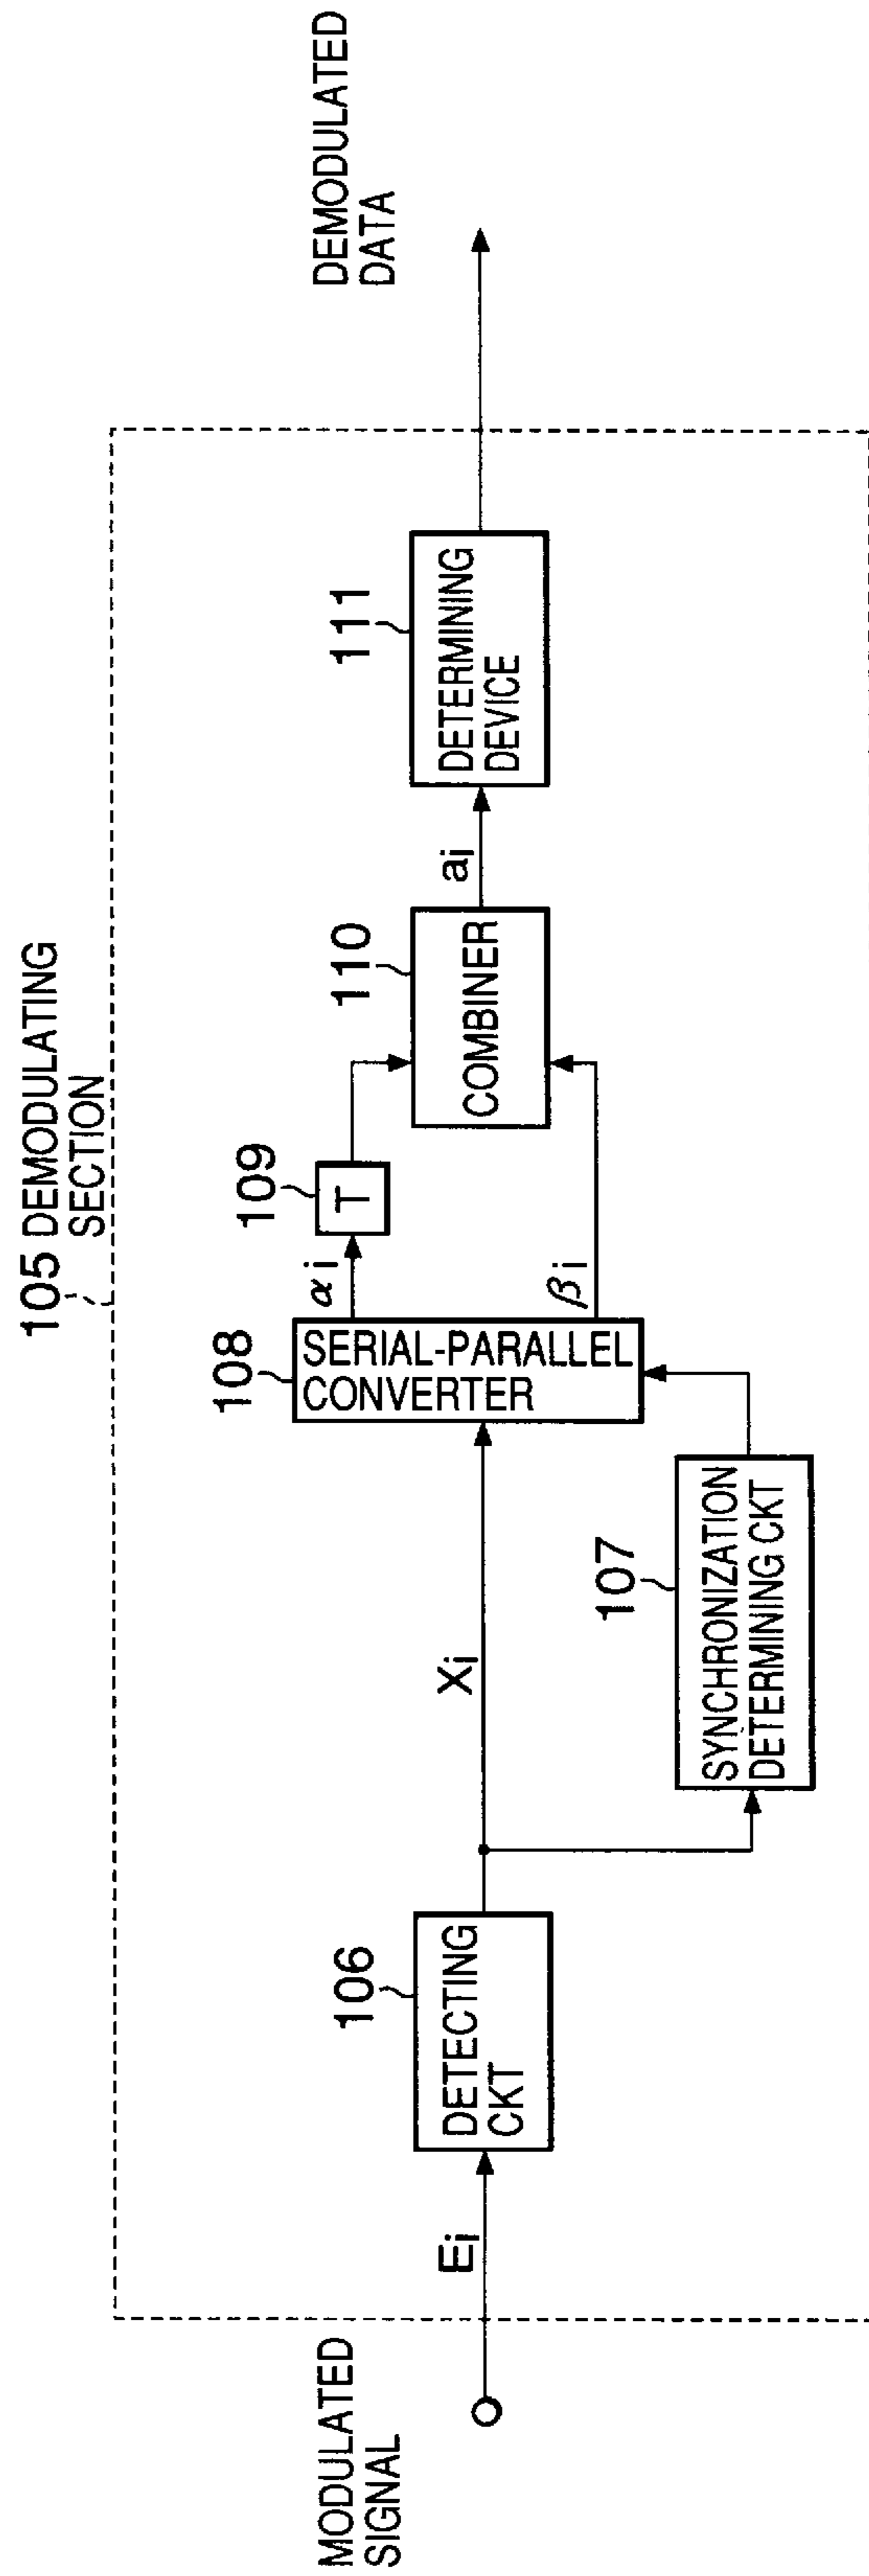 105 DEMODULATING
SECTION
MODULATED
SIGNAL
Ei
106
DETECTING
CKT
Xi
107
SYNCHRONIZATION
DETERMINING CKT
108
SERIAL-PARALLEL
CONVERTER
αi
βi
109
T
110
COMBINER
ai
111
DETERMINING
DEVICE
DEMODULATED
DATA